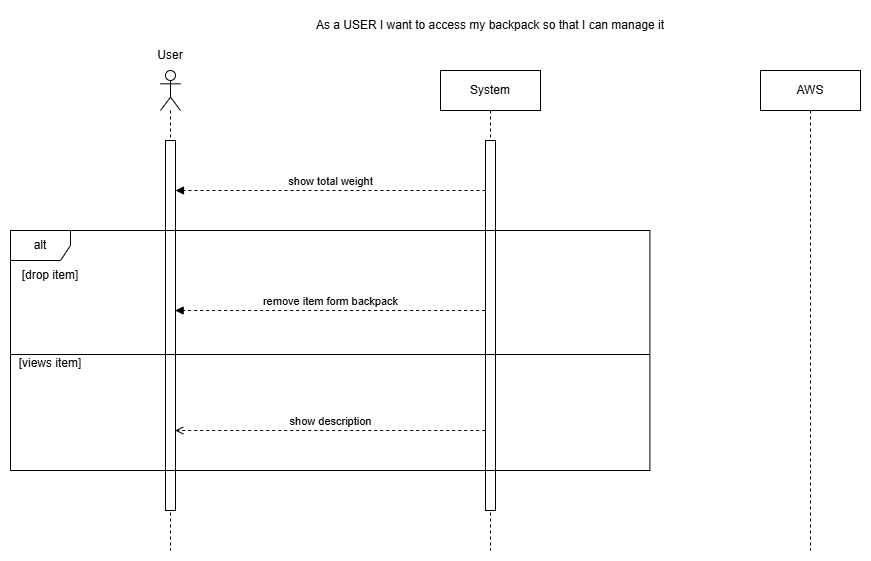 As a USER I want to access my backpack so that I can manage it
User
System
AWS
show total weight
alt
[drop item]
remove item form backpack
[views item]
show description